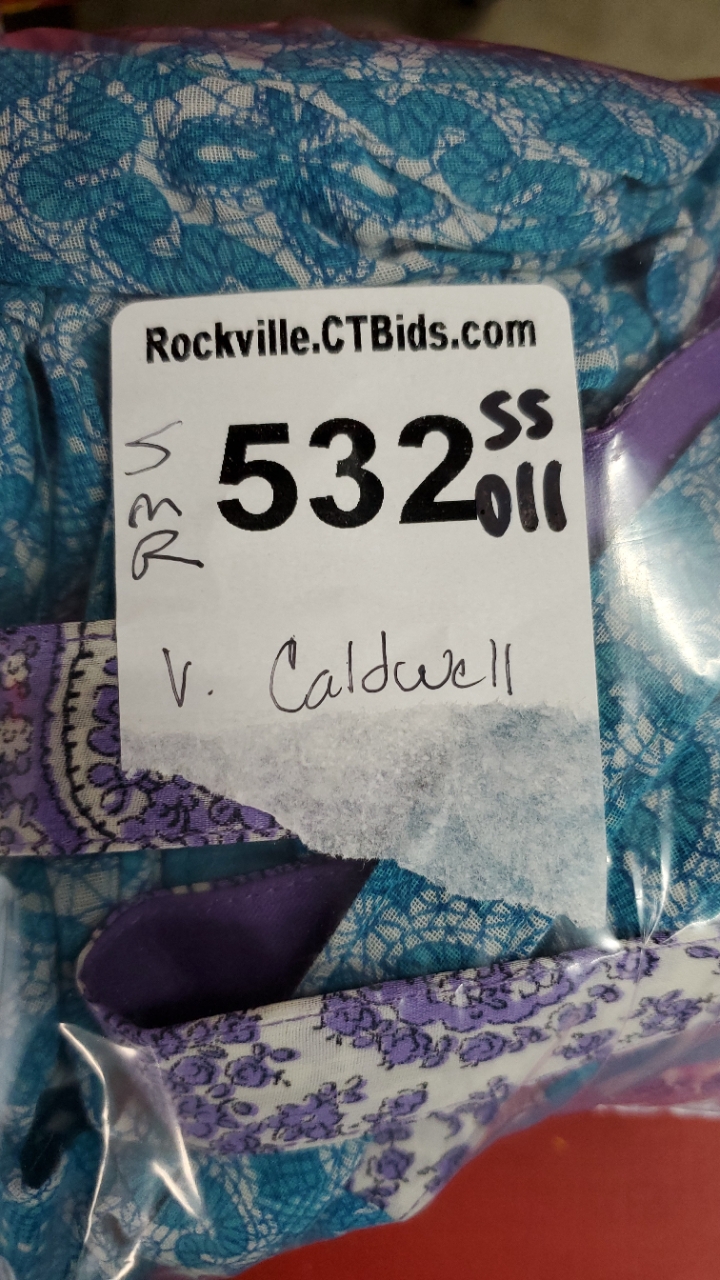 Rockville.CTBids.com
SMR
532
SS
011
V. Caldwell